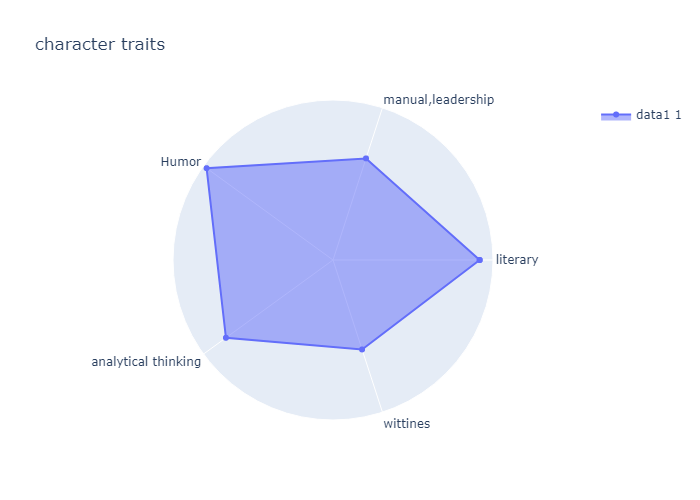 character traits
manual,leadership
data1 1
Humor
literary
analytical thinking
wittines